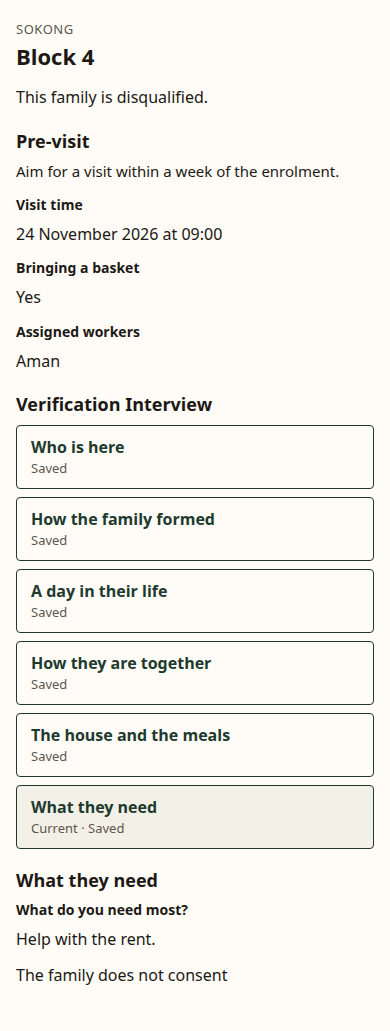 SOKONG
Block 4
This family is disqualified.
Pre-visit
Aim for a visit within a week of the enrolment.
Visit time
24 November 2026 at 09:00
Bringing a basket
Yes
Assigned workers
Aman
Verification Interview
Who is here
Saved
How the family formed
Saved
A day in their life
Saved
How they are together
Saved
The house and the meals
Saved
What they need
Current · Saved
What they need
What do you need most?
Help with the rent.
The family does not consent